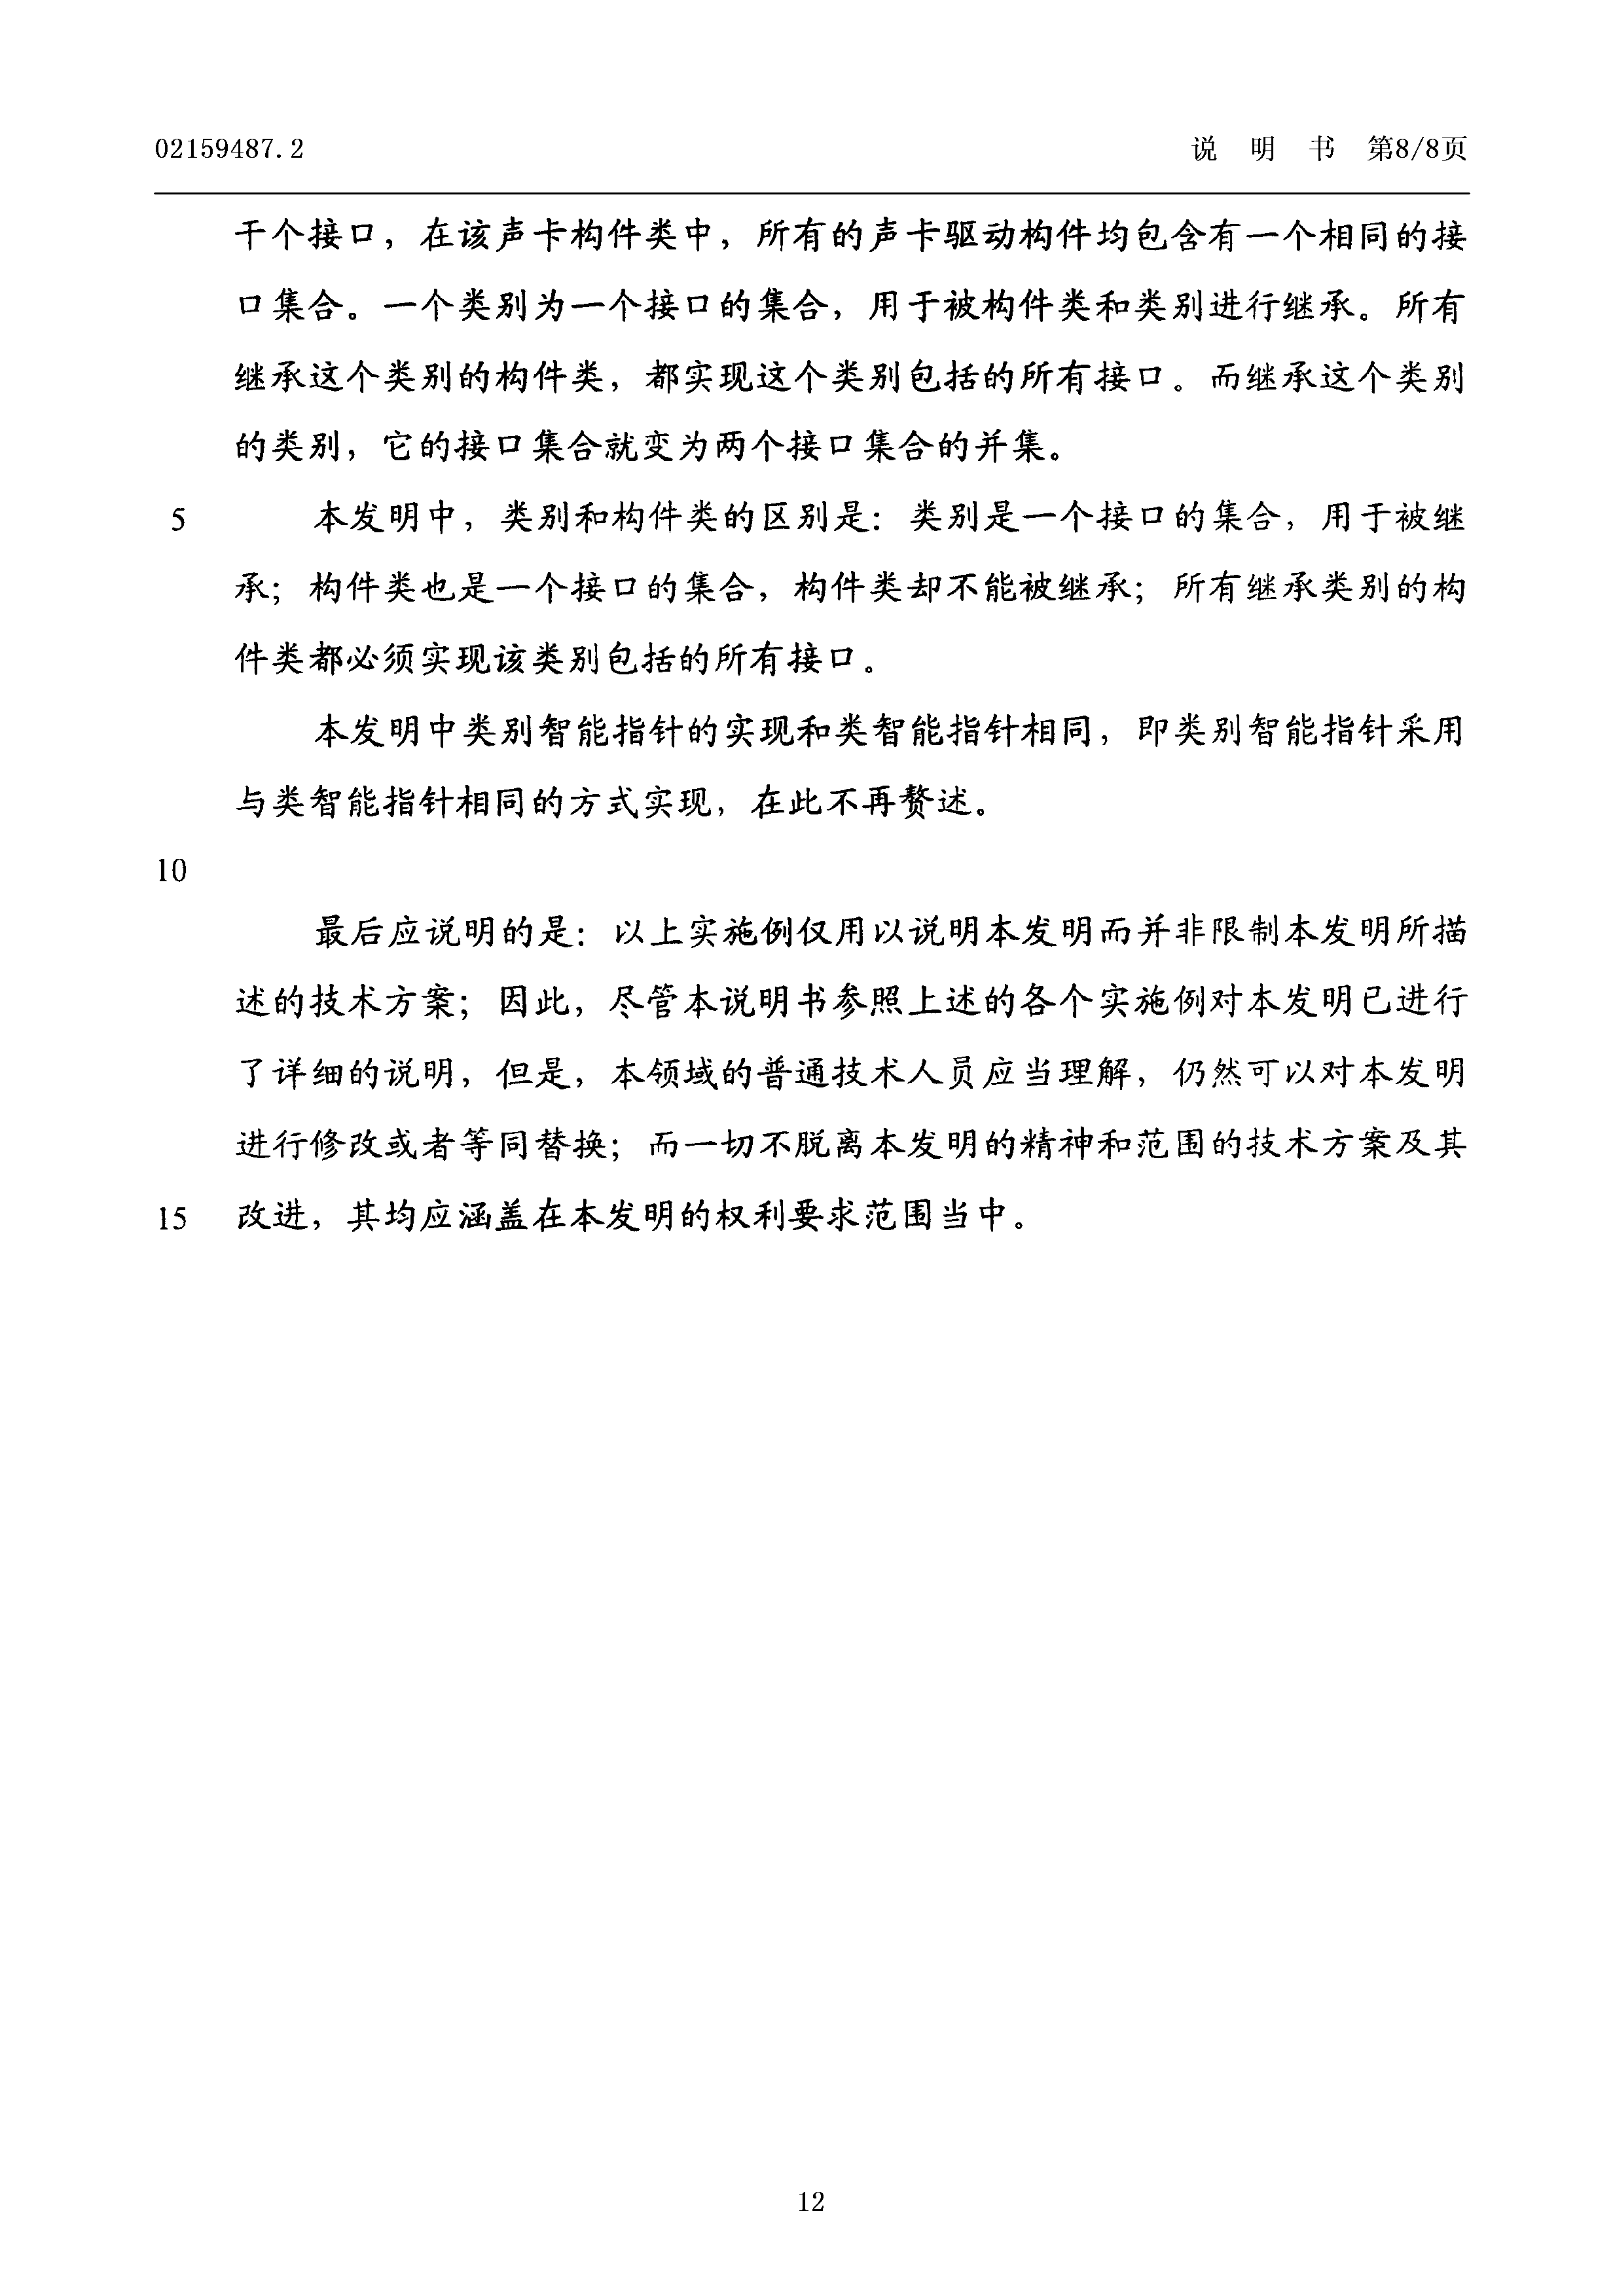 02159487.2
说 明 书 第8/8页
干个接口，在该声卡构件类中，所有的声卡驱动构件均包含有一个相同的接
口集合。一个类别为一个接口的集合，用于被构件类和类别进行继承。所有
继承这个类别的构件类，都实现这个类别包括的所有接口。而继承这个类别
的类别，它的接口集合就变为两个接口集合的并集。
5 本发明中，类别和构件类的区别是：类别是一个接口的集合，用于被继
承；构件类也是一个接口的集合，构件类却不能被继承；所有继承类别的构
件类都必须实现该类别包括的所有接口。
本发明中类别智能指针的实现和类智能指针相同，即类别智能指针采用
与类智能指针相同的方式实现，在此不再赘述。
10
最后应说明的是：以上实施例仅用以说明本发明而并非限制本发明所描
述的技术方案；因此，尽管本说明书参照上述的各个实施例对本发明已进行
了详细的说明，但是，本领域的普通技术人员应当理解，仍然可以对本发明
进行修改或者等同替换；而一切不脱离本发明的精神和范围的技术方案及其
15 改进，其均应涵盖在本发明的权利要求范围当中。
12